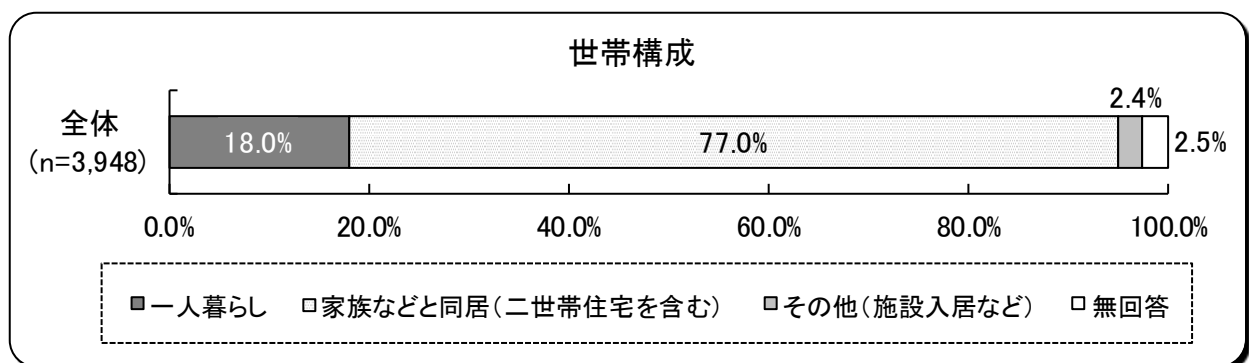 世帯構成
2.4%
全体
(n=3,948)
18.0%
77.0%
2.5%
0.0%
20.0%
40.0%
60.0%
80.0%
100.0%
一人暮らし
家族などと同居(二世帯住宅を含む)
その他(施設入居など)
無回答